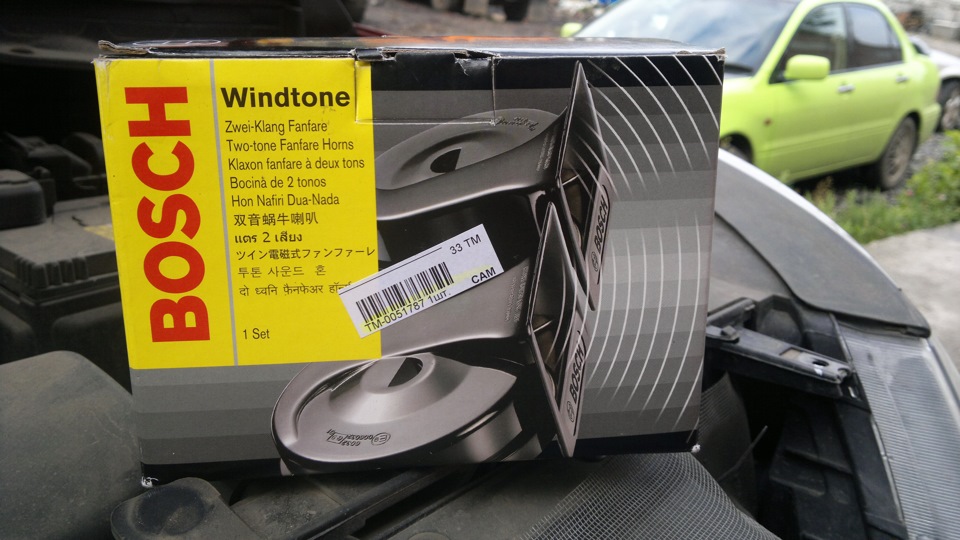 BOSCH
Windtone
Zwei-Klang Fanfare
Two-tone Fanfare Horns
Klaxon fanfare à deux tons
Bocinà de 2 tonos
Hon Nafiri Dua-Nada
双音蜗牛喇叭
แตร 2 เสียง
ツイン電磁式ファンファーレ
투톤 사운드 혼
दो ध्वनि फ़ैनफेअर
1 Set
33 TM
CAM
TM-0051787 1шт.
BOSCH
BOSCH